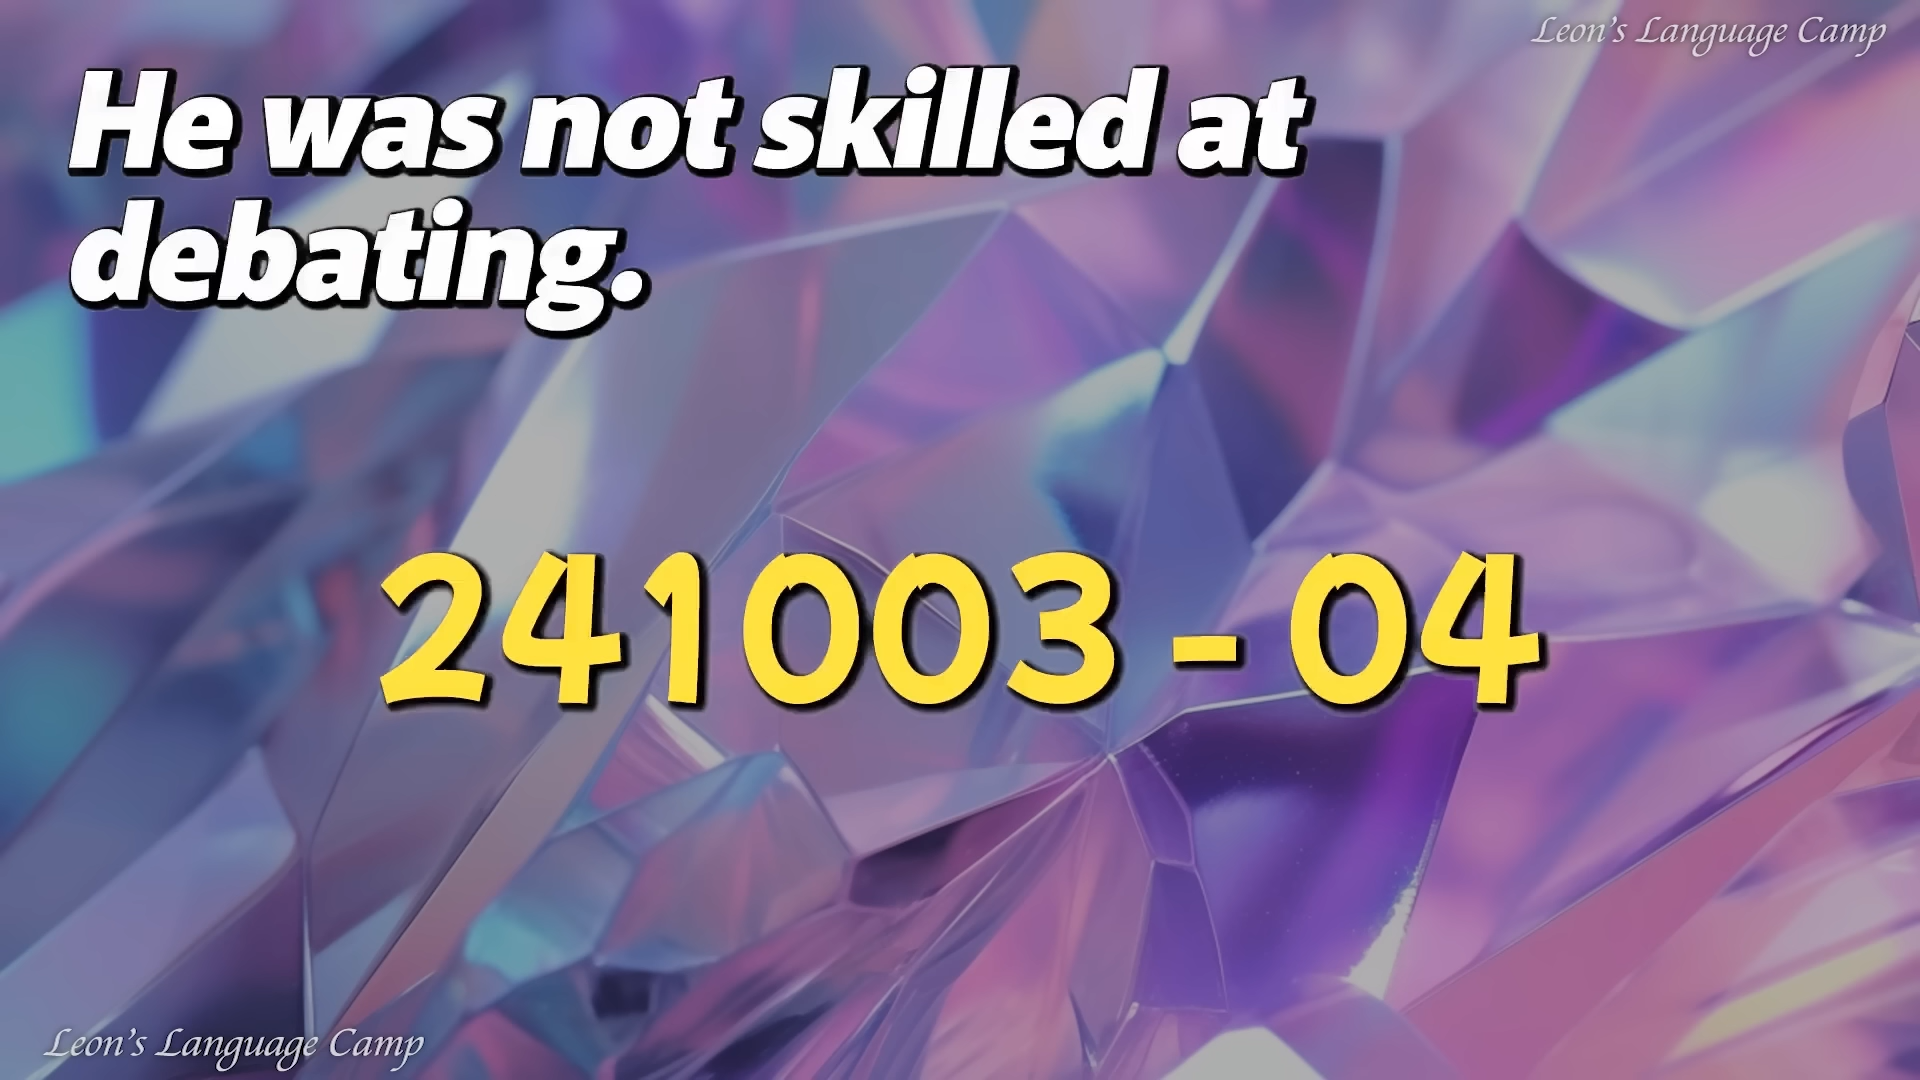 Leon's Language Camp
He was not skilled at
debating.
241003 - 04
Leon's Language Camp